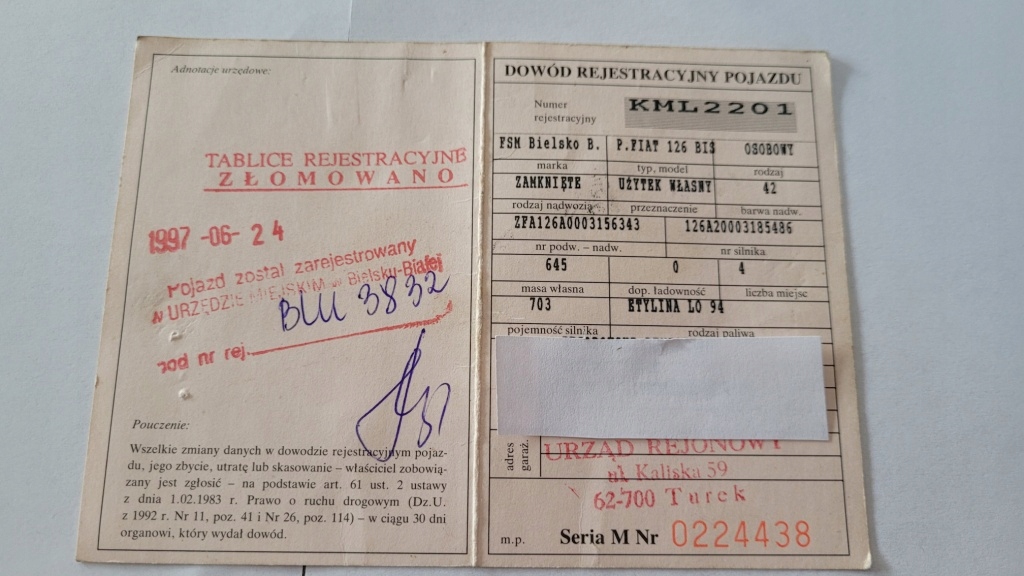 Adnotacje urzędowe:
TABLICE REJESTRACYJNE
ZŁOMOWANO
1997 -06- 24
Pojazd został zarejestrowany
w URZĘDZIE MIEJSKIM w Bielsku-Białej
BLU 3832
pod nr rej.
Pouczenie:
Wszelkie zmiany danych w dowodzie rejestracyjnym pojaz-
du, jego zbycie, utratę lub skasowanie – właściciel zobowią-
zany jest zgłosić – na podstawie art. 61 ust. 2 ustawy
z dnia 1.02.1983 r. Prawo o ruchu drogowym (Dz.U.
z 1992 r. Nr 11, poz. 41 i Nr 26, poz. 114) – w ciągu 30 dni
organowi, który wydał dowód.
DOWÓD REJESTRACYJNY POJAZDU
Numer
rejestracyjny
KML2201
FSM Bielsko B. P.FIAT 126 BIS OSOBOWY
marka typ, model rodzaj
ZAMKNIĘTE UŻYTEK WŁASNY 42
rodzaj nadwozia przeznaczenie barwa nadw.
ZFA126A0003156343 126A20003185486
nr podw. – nadw. nr silnika
645 0 4
masa własna dop. ładowność liczba miejsc
703 ETYLINA LO 94
pojemność silnika rodzaj paliwa
adres
garaż.
URZĄD REJONOWY
ul. Kaliska 59
62-700 Turek
m.p. Seria M Nr 0224438